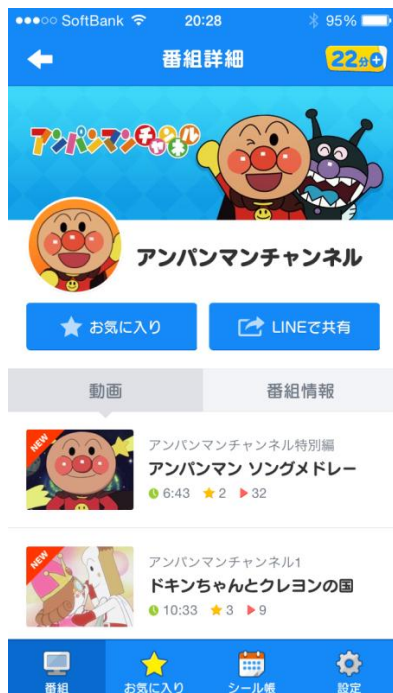 SoftBank 20:28 95%
番組詳細 22分+
アンパンマンチャンネル
アンパンマンチャンネル
お気に入り LINEで共有
動画 番組情報
NEW
アンパンマンチャンネル特別編
アンパンマン ソングメドレー
6:43 2 32
NEW
アンパンマンチャンネル1
ドキンちゃんとクレヨンの国
10:33 3 9
番組 お気に入り シール帳 設定